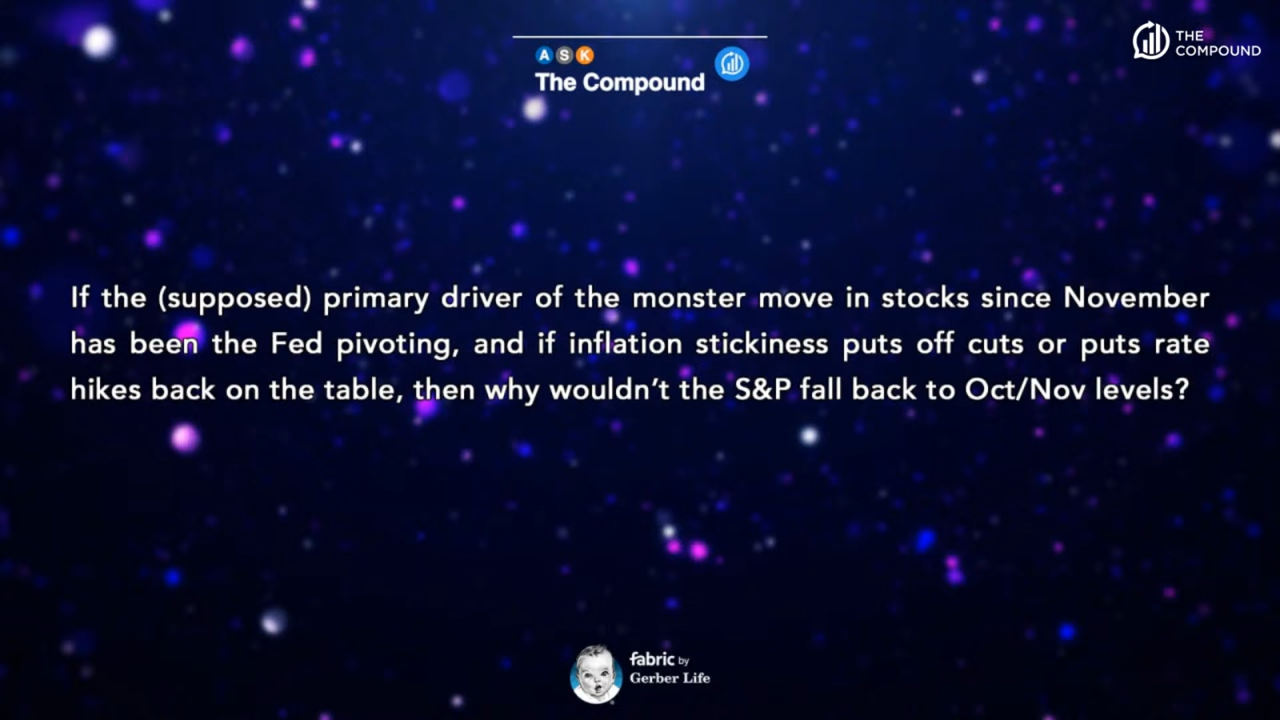 A S K
The Compound
THE
COMPOUND
If the (supposed) primary driver of the monster move in stocks since November
has been the Fed pivoting, and if inflation stickiness puts off cuts or puts rate
hikes back on the table, then why wouldn’t the S&P fall back to Oct/Nov levels?
fabric by
Gerber Life